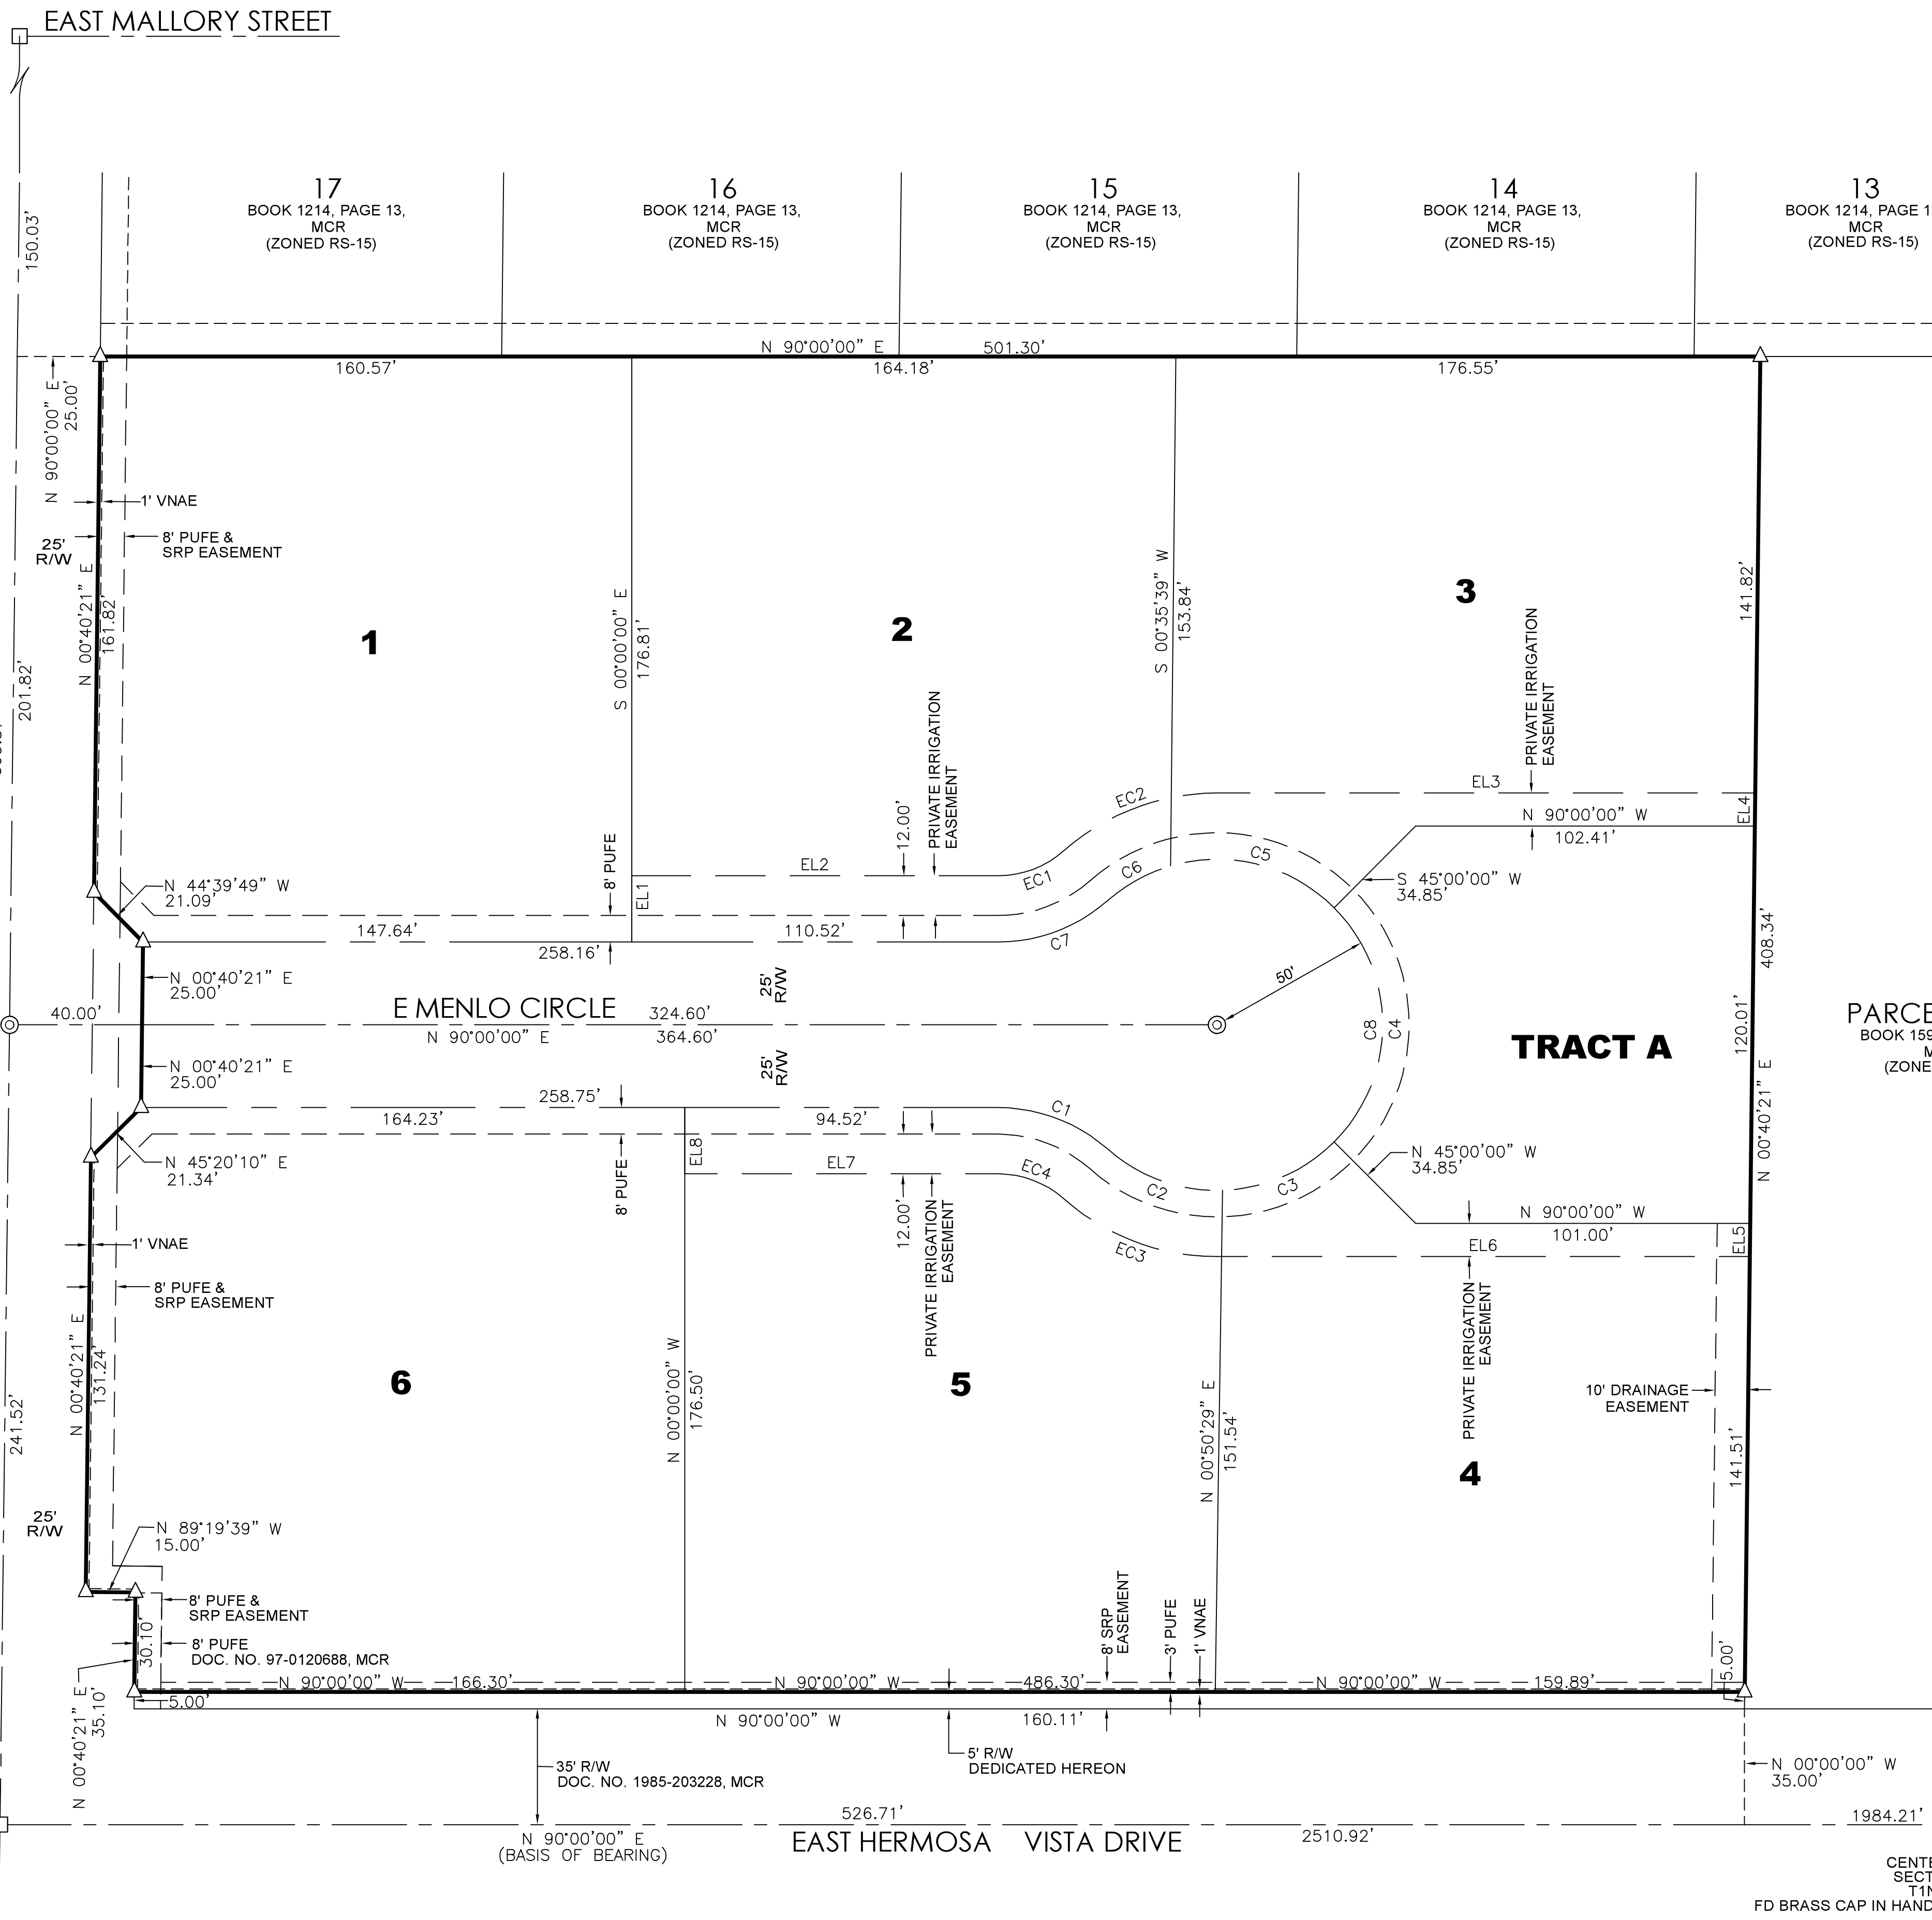 EAST MALLORY STREET
150.03'
17
BOOK 1214, PAGE 13,
MCR
(ZONED RS-15)
16
BOOK 1214, PAGE 13,
MCR
(ZONED RS-15)
15
BOOK 1214, PAGE 13,
MCR
(ZONED RS-15)
14
BOOK 1214, PAGE 13,
MCR
(ZONED RS-15)
13
BOOK 1214, PAGE 1
MCR
(ZONED RS-15)
N 90°00'00" E 501.30'
160.57'
164.18'
176.55'
N 90°00'00" E
25.00'
1' VNAE
25'
R/W
8' PUFE &
SRP EASEMENT
N 00°40'21" E
161.82'
201.82'
1
S 00°00'00" E
176.81'
2
S 00°35'39" W
153.84'
3
141.82'
PRIVATE IRRIGATION
EASEMENT
12.00'
PRIVATE IRRIGATION
EASEMENT
8' PUFE
EL1
EL2
EC1
EC2
EL3
EL4
N 90°00'00" W
102.41'
C5
C6
C7
S 45°00'00" W
34.85'
N 44°39'49" W
21.09'
147.64'
258.16'
110.52'
N 00°40'21" E
25.00'
25'
R/W
50'
408.34'
40.00'
E MENLO CIRCLE
324.60'
N 90°00'00" E
364.60'
C8
C4
TRACT A
120.01'
N 00°40'21" E
PARCE
BOOK 159
M
(ZONE
N 00°40'21" E
25.00'
25'
R/W
258.75'
164.23'
94.52'
C1
N 45°20'10" E
21.34'
8' PUFE
EL8
EL7
EC4
C2
C3
EC3
12.00'
PRIVATE IRRIGATION
EASEMENT
N 45°00'00" W
34.85'
N 90°00'00" W
101.00'
EL6
EL5
PRIVATE IRRIGATION
EASEMENT
1' VNAE
8' PUFE &
SRP EASEMENT
N 00°40'21" E
131.24'
241.52'
6
N 00°00'00" W
176.50'
5
N 00°50'29" E
151.54'
4
10' DRAINAGE
EASEMENT
141.51'
25'
R/W
N 89°19'39" W
15.00'
8' PUFE &
SRP EASEMENT
8' PUFE
DOC. NO. 97-0120688, MCR
30.10'
8' SRP
EASEMENT
3' PUFE
1' VNAE
5.00'
N 90°00'00" W 166.30'
N 90°00'00" W 486.30'
N 90°00'00" W 159.89'
5.00'
N 00°40'21" E
35.10'
N 90°00'00" W 160.11'
35' R/W
DOC. NO. 1985-203228, MCR
5' R/W
DEDICATED HEREON
N 00°00'00" W
35.00'
526.71'
1984.21'
N 90°00'00" E
(BASIS OF BEARING)
EAST HERMOSA VISTA DRIVE
2510.92'
CENTE
SECT
T1N
FD BRASS CAP IN HAND